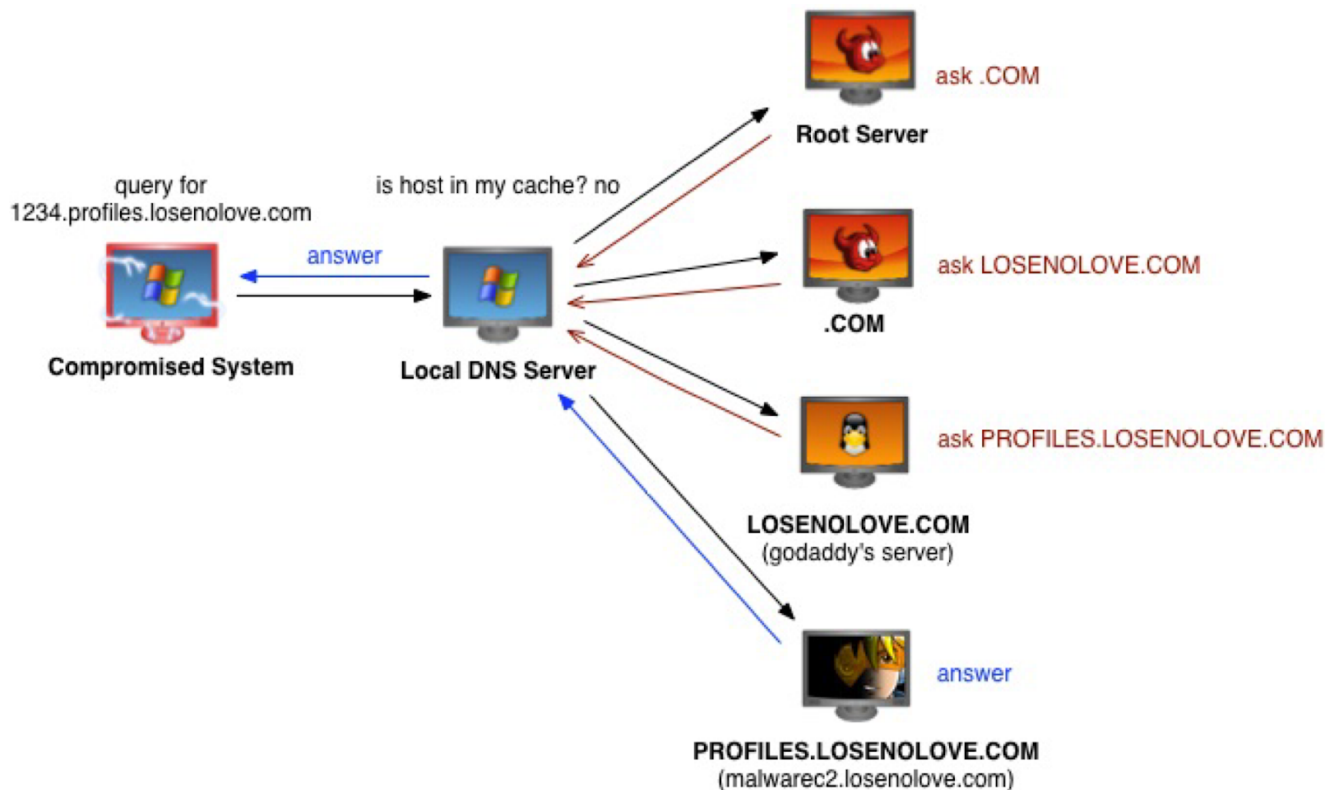 ask .COM
Root Server
query for
1234.profiles.losenolove.com
is host in my cache? no
answer
ask LOSENOLOVE.COM
.COM
Compromised System
Local DNS Server
ask PROFILES.LOSENOLOVE.COM
LOSENOLOVE.COM
(godaddy's server)
answer
PROFILES.LOSENOLOVE.COM
(malwarec2.losenolove.com)